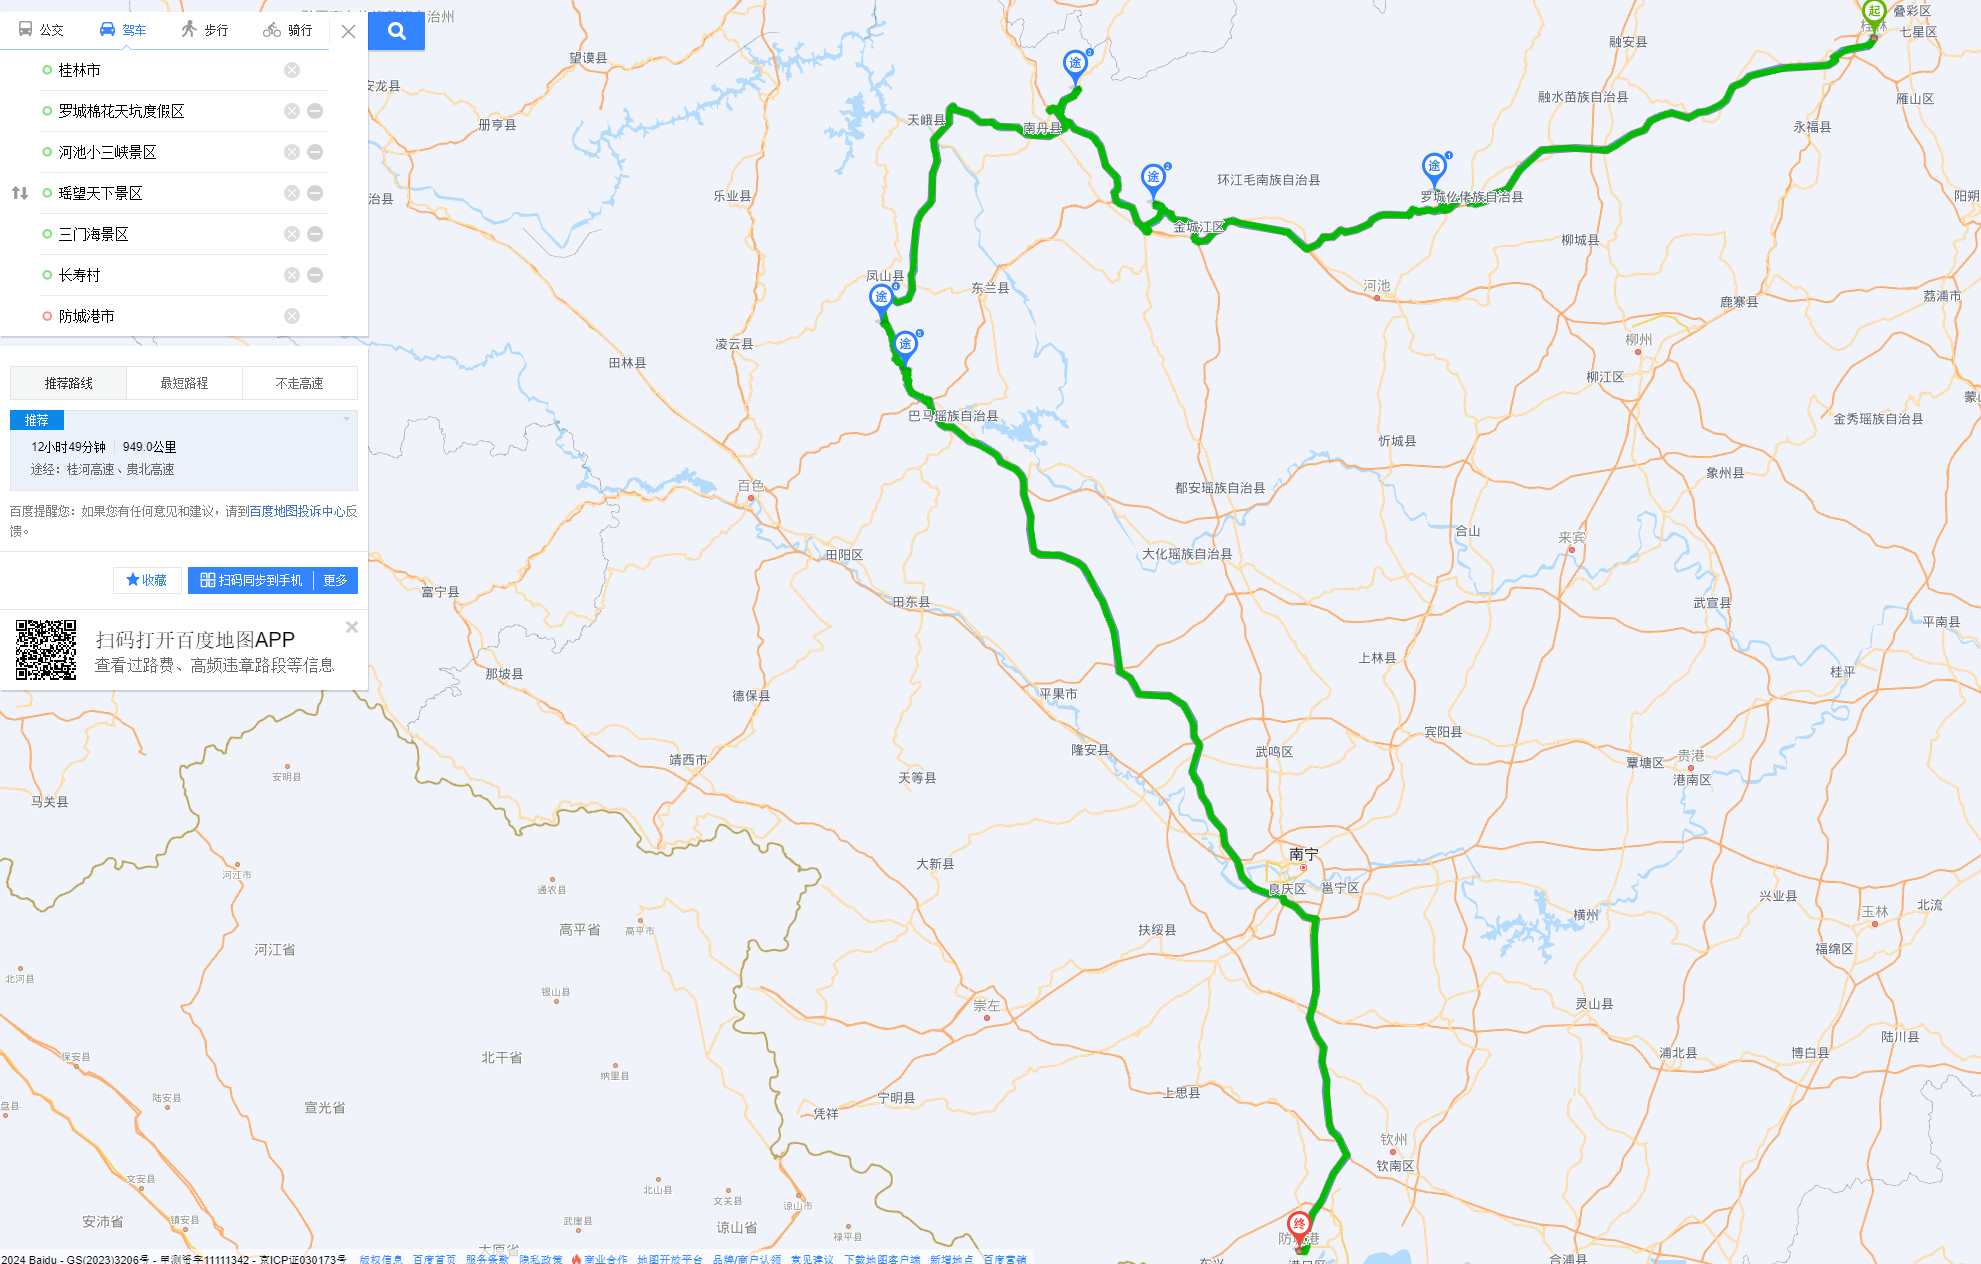 公交
驾车
步行
骑行
桂林市
罗城棉花天坑度假区
河池小三峡景区
瑶望天下景区
三门海景区
长寿村
防城港市
推荐路线
最短路程
不走高速
推荐
12小时49分钟
949.0公里
途经：桂河高速、贵北高速
百度提醒您：如果您有任何意见和建议，请到百度地图投诉中心反
馈。
收藏
扫码同步到手机
更多
扫码打开百度地图APP
查看过路费、高频违章路段等信息
望谟县
册亨县
乐业县
天峨县
南丹县
环江毛南族自治县
融安县
融水苗族自治县
永福县
起
叠彩区
七星区
雁山区
阳朔
途
途
途
途
途
罗城仫佬族自治县
金城江区
柳城县
河池
凤山县
东兰县
鹿寨县
荔浦市
柳州
柳江区
凌云县
田林县
巴马瑶族自治县
忻城县
金秀瑶族自治县
象州县
百色
都安瑶族自治县
合山
来宾
田阳区
大化瑶族自治县
富宁县
田东县
武宣县
平南县
上林县
桂平
那坡县
德保县
平果市
宾阳县
隆安县
武鸣区
覃塘区
贵港
港南区
靖西市
安明县
马关县
天等县
南宁
良庆区
邕宁区
大新县
河江市
通农县
高平省
高平市
兴业县
横州
玉林
北流
扶绥县
福绵区
河江省
北河县
银山县
崇左
灵山县
陆川县
浦北县
博白县
保安县
北干省
纳里县
上思县
宁明县
凭祥
陆安县
宣光省
钦州
钦南区
文安县
北山县
文关县
谅山市
安沛省
镇安县
武崖县
谅山省
禄平县
终
2024 Baidu - GS(2023)3206号 - 甲测资字11111342 - 京ICP证030173号
版权信息
百度首页
服务条款
隐私政策
商业合作
地图开放平台
品牌/商户认领
意见建议
下载地图客户端
新增地点
百度营销